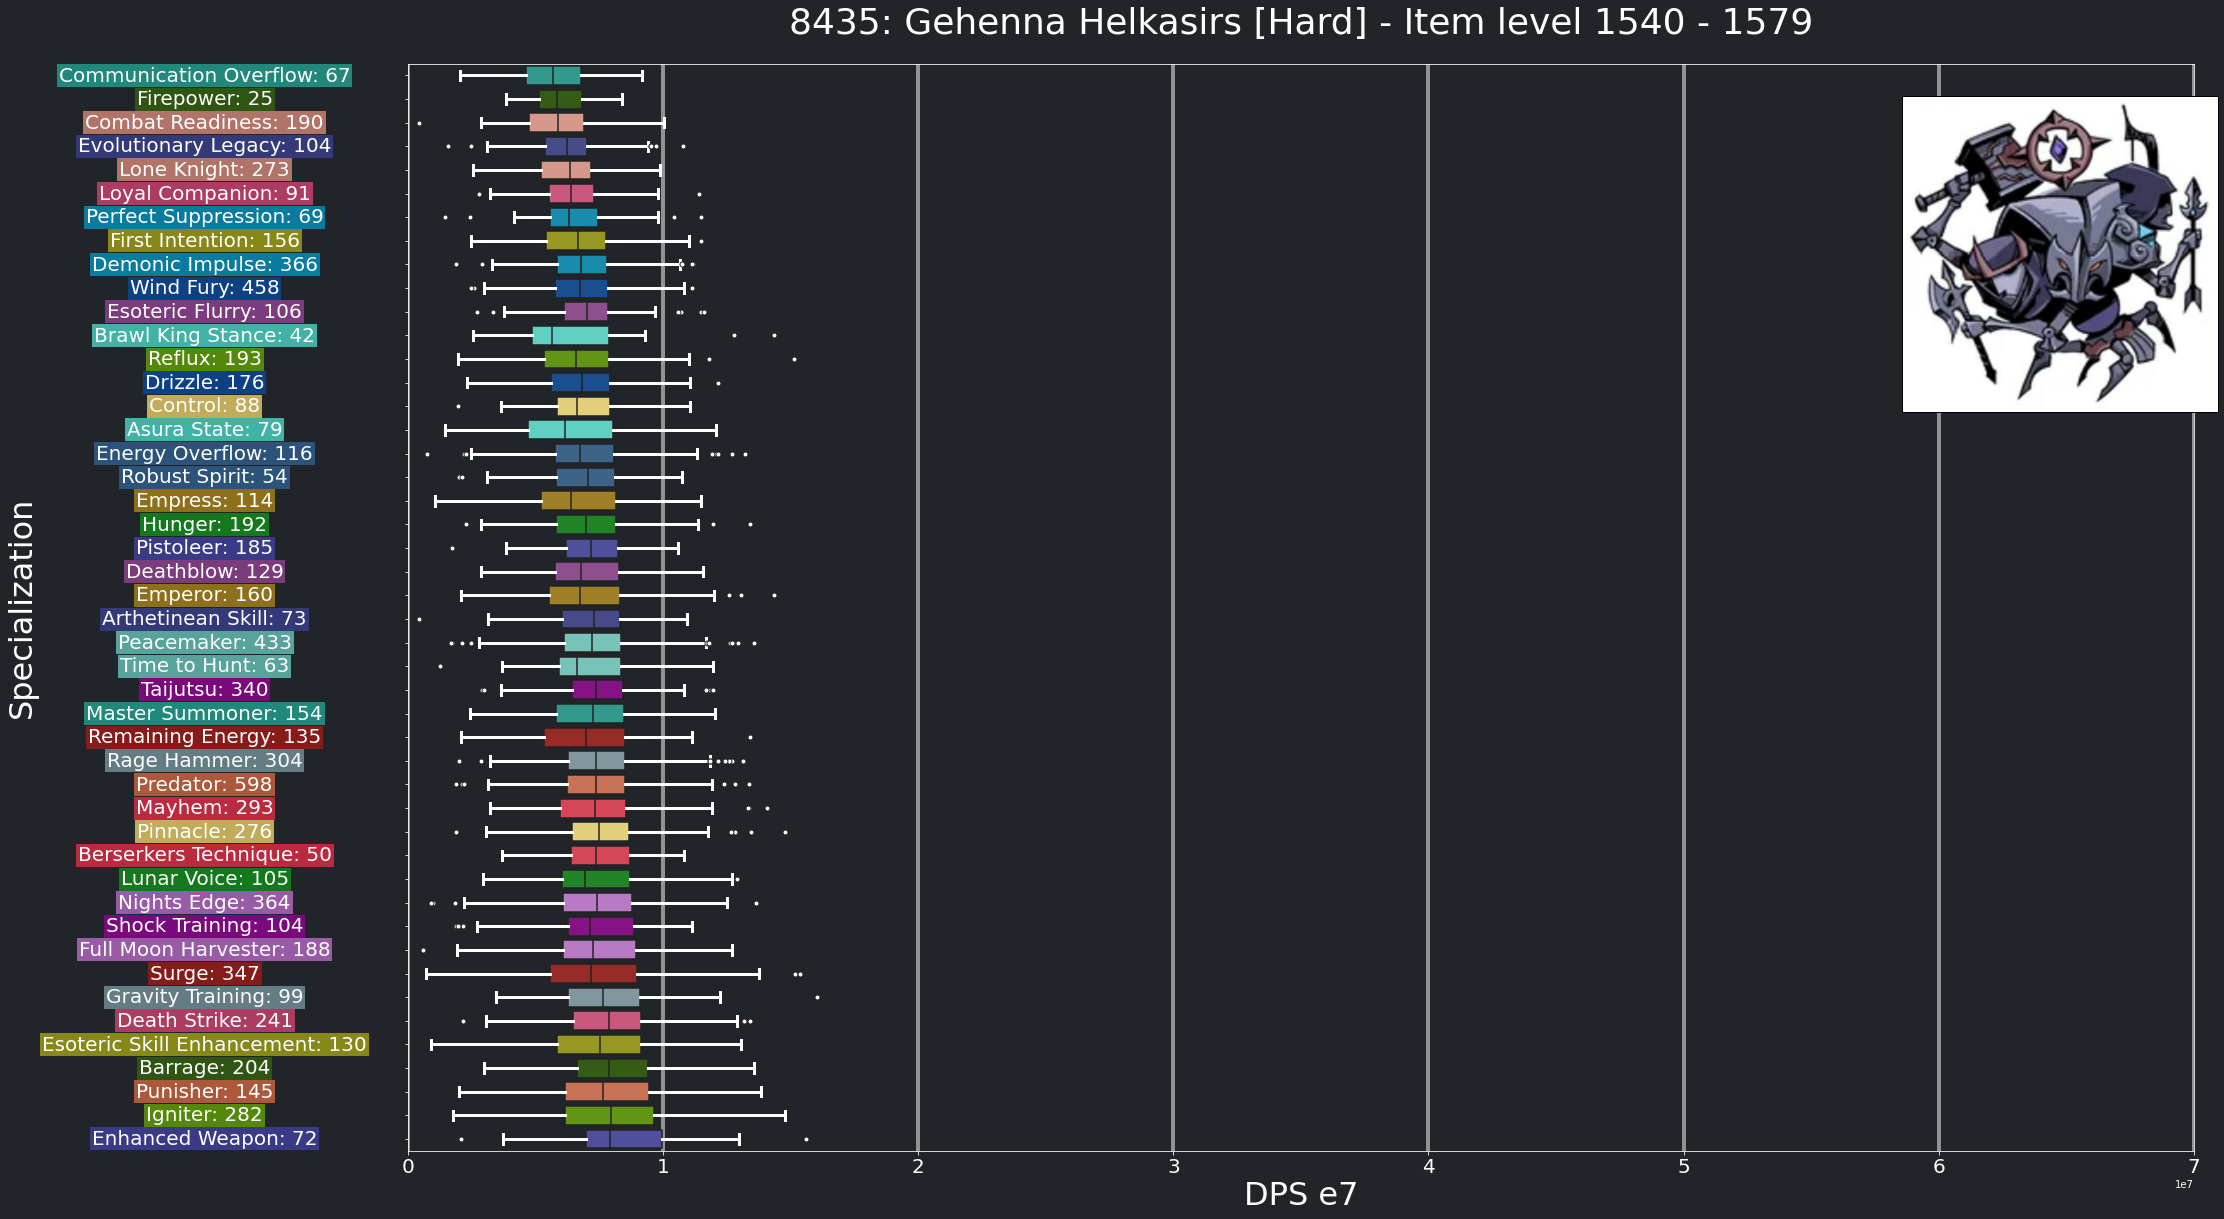 8435: Gehenna Helkasirs [Hard] - Item level 1540 - 1579
Communication Overflow: 67
Firepower: 25
Combat Readiness: 190
Evolutionary Legacy: 104
Lone Knight: 273
Loyal Companion: 91
Perfect Suppression: 69
First Intention: 156
Demonic Impulse: 366
Wind Fury: 458
Esoteric Flurry: 106
Brawl King Stance: 42
Reflux: 193
Drizzle: 176
Control: 88
Asura State: 79
Energy Overflow: 116
Robust Spirit: 54
Empress: 114
Hunger: 192
Pistoleer: 185
Deathblow: 129
Emperor: 160
Arthetinean Skill: 73
Peacemaker: 433
Time to Hunt: 63
Taijutsu: 340
Master Summoner: 154
Remaining Energy: 135
Rage Hammer: 304
Predator: 598
Mayhem: 293
Pinnacle: 276
Berserkers Technique: 50
Lunar Voice: 105
Nights Edge: 364
Shock Training: 104
Full Moon Harvester: 188
Surge: 347
Gravity Training: 99
Death Strike: 241
Esoteric Skill Enhancement: 130
Barrage: 204
Punisher: 145
Igniter: 282
Enhanced Weapon: 72
Specialization
0 1 2 3 4 5 6 7
1e7
DPS e7